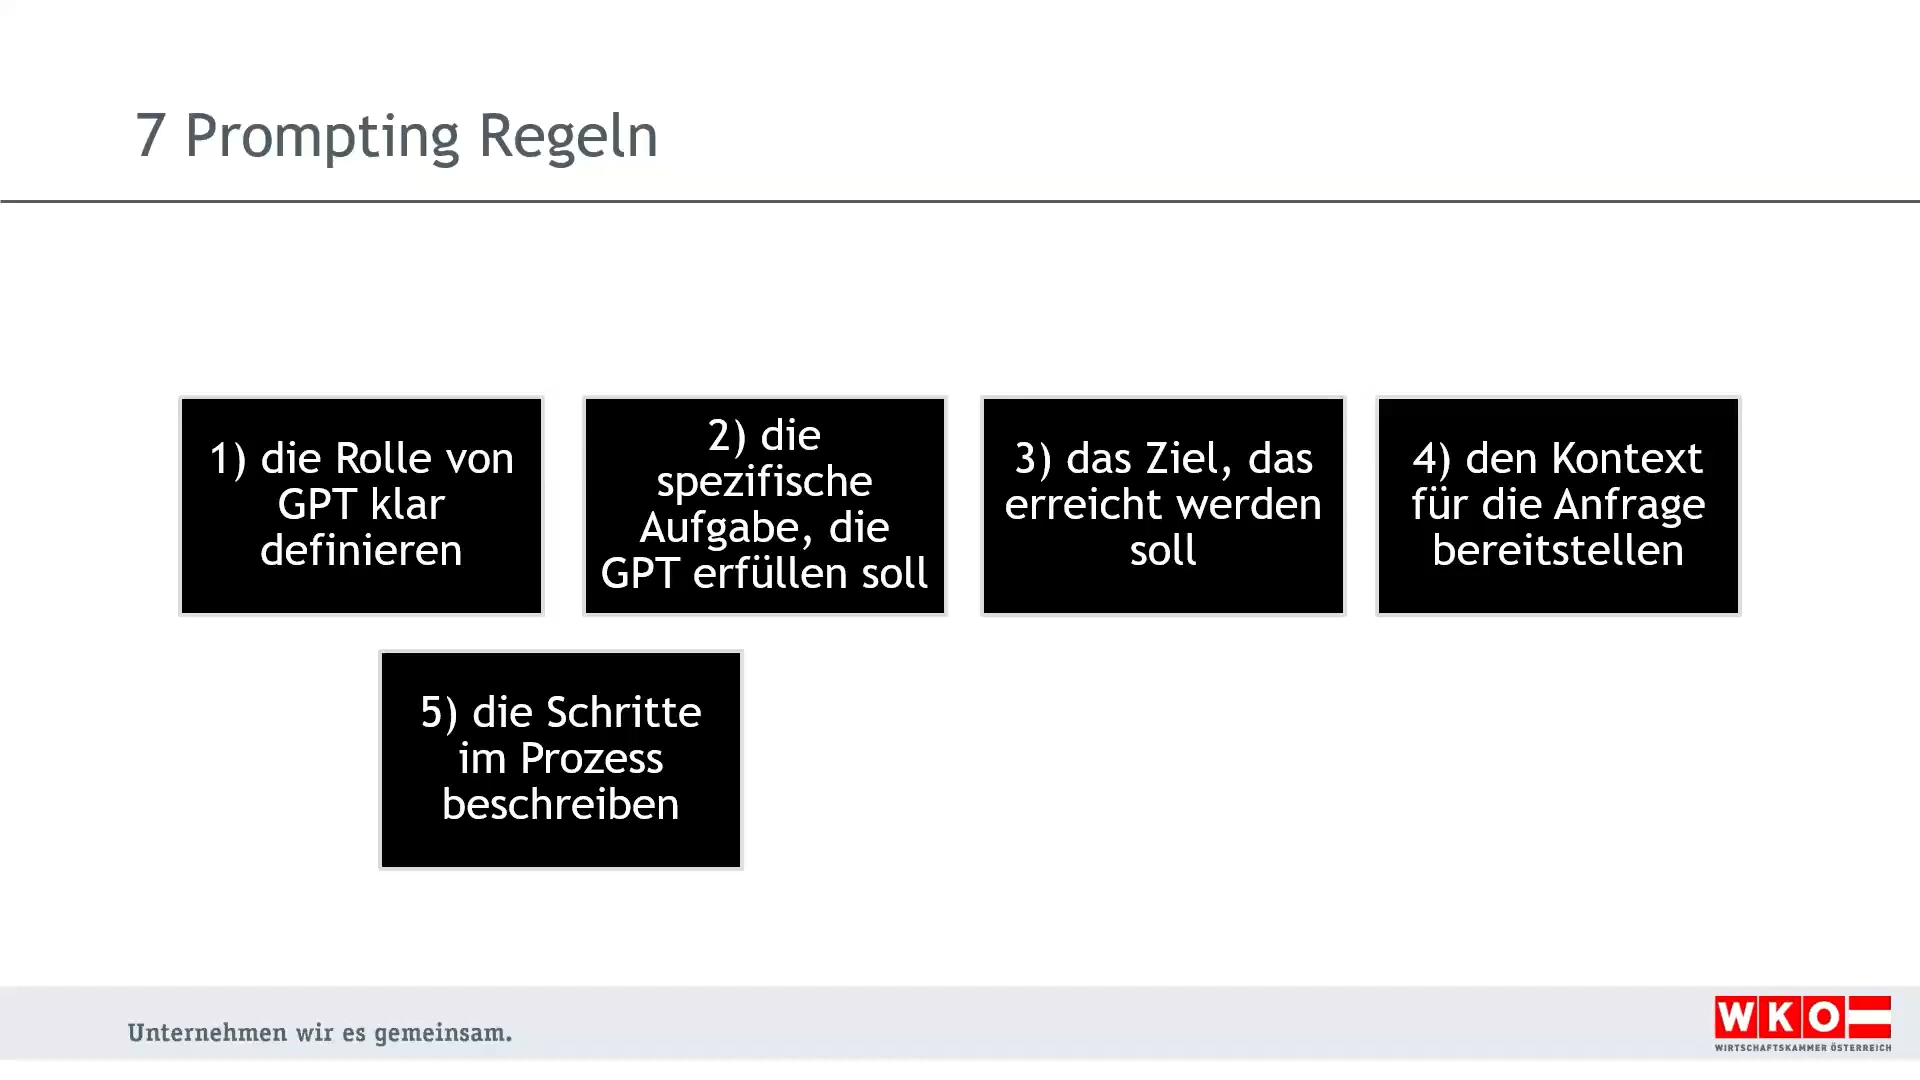 7 Prompting Regeln
1) die Rolle von
GPT klar
definieren
2) die
spezifische
Aufgabe, die
GPT erfüllen soll
3) das Ziel, das
erreicht werden
soll
4) den Kontext
für die Anfrage
bereitstellen
5) die Schritte
im Prozess
beschreiben
Unternehmen wir es gemeinsam.
WKO
WIRTSCHAFTSKAMMER ÖSTERREICH